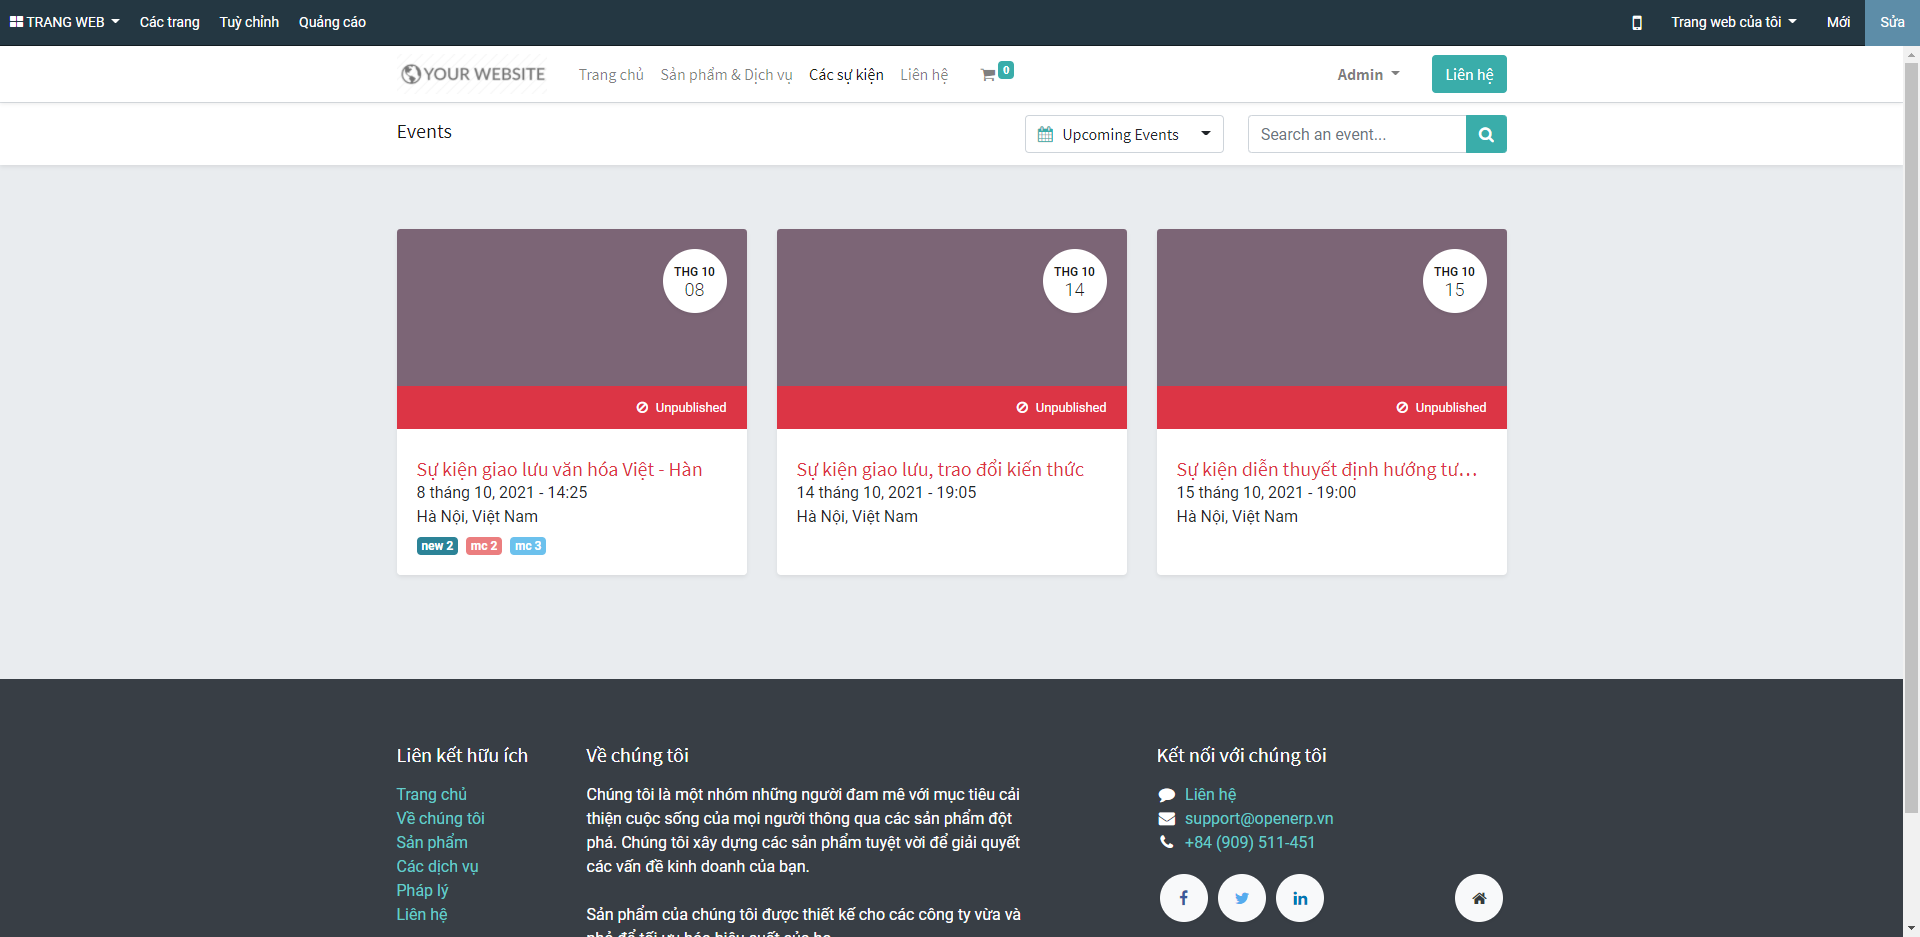 TRANG WEB Các trang Tuỳ chỉnh Quảng cáo Trang web của tôi Mới Sửa
YOUR WEBSITE Trang chủ Sản phẩm & Dịch vụ Các sự kiện Liên hệ 0 Admin Liên hệ
Events Upcoming Events Search an event...
THG 10
08
Unpublished
Sự kiện giao lưu văn hóa Việt - Hàn
8 tháng 10, 2021 - 14:25
Hà Nội, Việt Nam
new 2 mc 2 mc 3
THG 10
14
Unpublished
Sự kiện giao lưu, trao đổi kiến thức
14 tháng 10, 2021 - 19:05
Hà Nội, Việt Nam
THG 10
15
Unpublished
Sự kiện diễn thuyết định hướng tư...
15 tháng 10, 2021 - 19:00
Hà Nội, Việt Nam
Liên kết hữu ích
Trang chủ
Về chúng tôi
Sản phẩm
Các dịch vụ
Pháp lý
Liên hệ
Về chúng tôi
Chúng tôi là một nhóm những người đam mê với mục tiêu cải
thiện cuộc sống của mọi người thông qua các sản phẩm đột
phá. Chúng tôi xây dựng các sản phẩm tuyệt vời để giải quyết
các vấn đề kinh doanh của bạn.
Sản phẩm của chúng tôi được thiết kế cho các công ty vừa và
nhỏ để tối ưu hóa hiệu suất của họ.
Kết nối với chúng tôi
Liên hệ
support@openerp.vn
+84 (909) 511-451